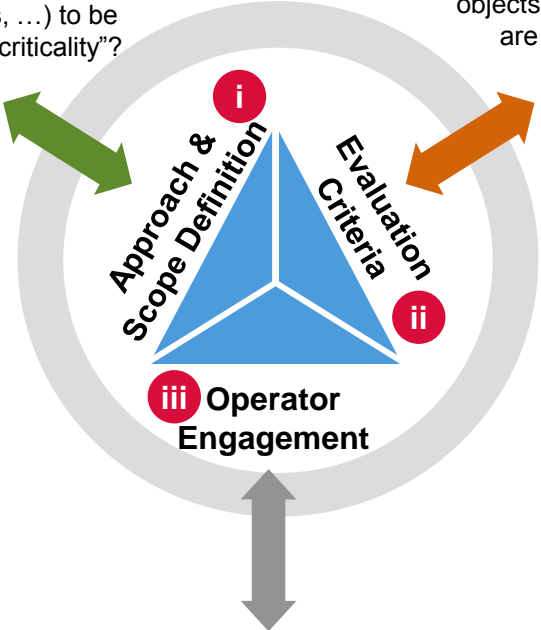 s, …) to be
criticality”?
objects
are
i
Approach &
Scope Definition
Evaluation
Criteria
ii
iii
Operator
Engagement